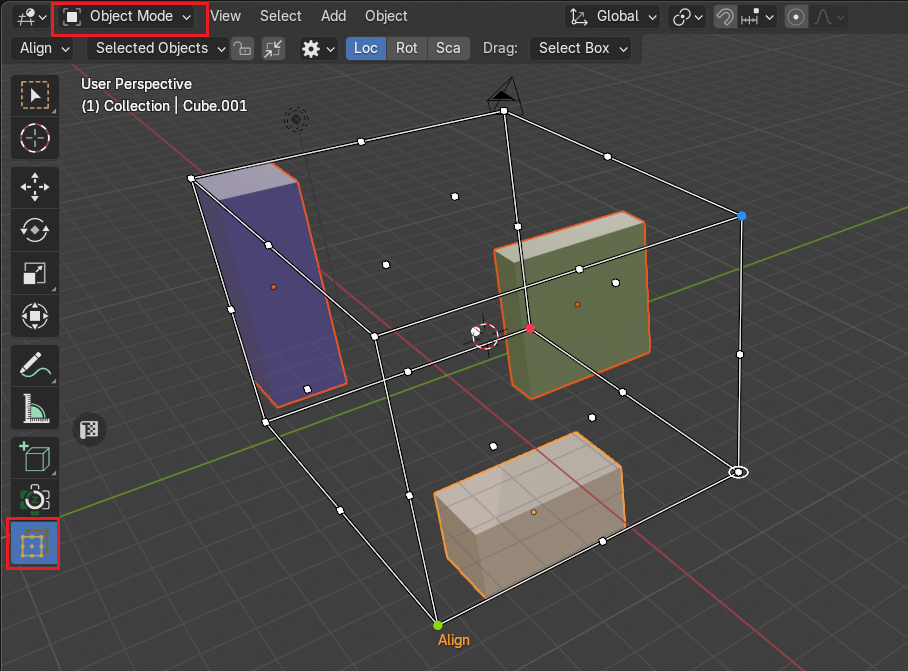 Object Mode View Select Add Object Global
Align Selected Objects Loc Rot Sca Drag: Select Box
User Perspective
(1) Collection | Cube.001
Align